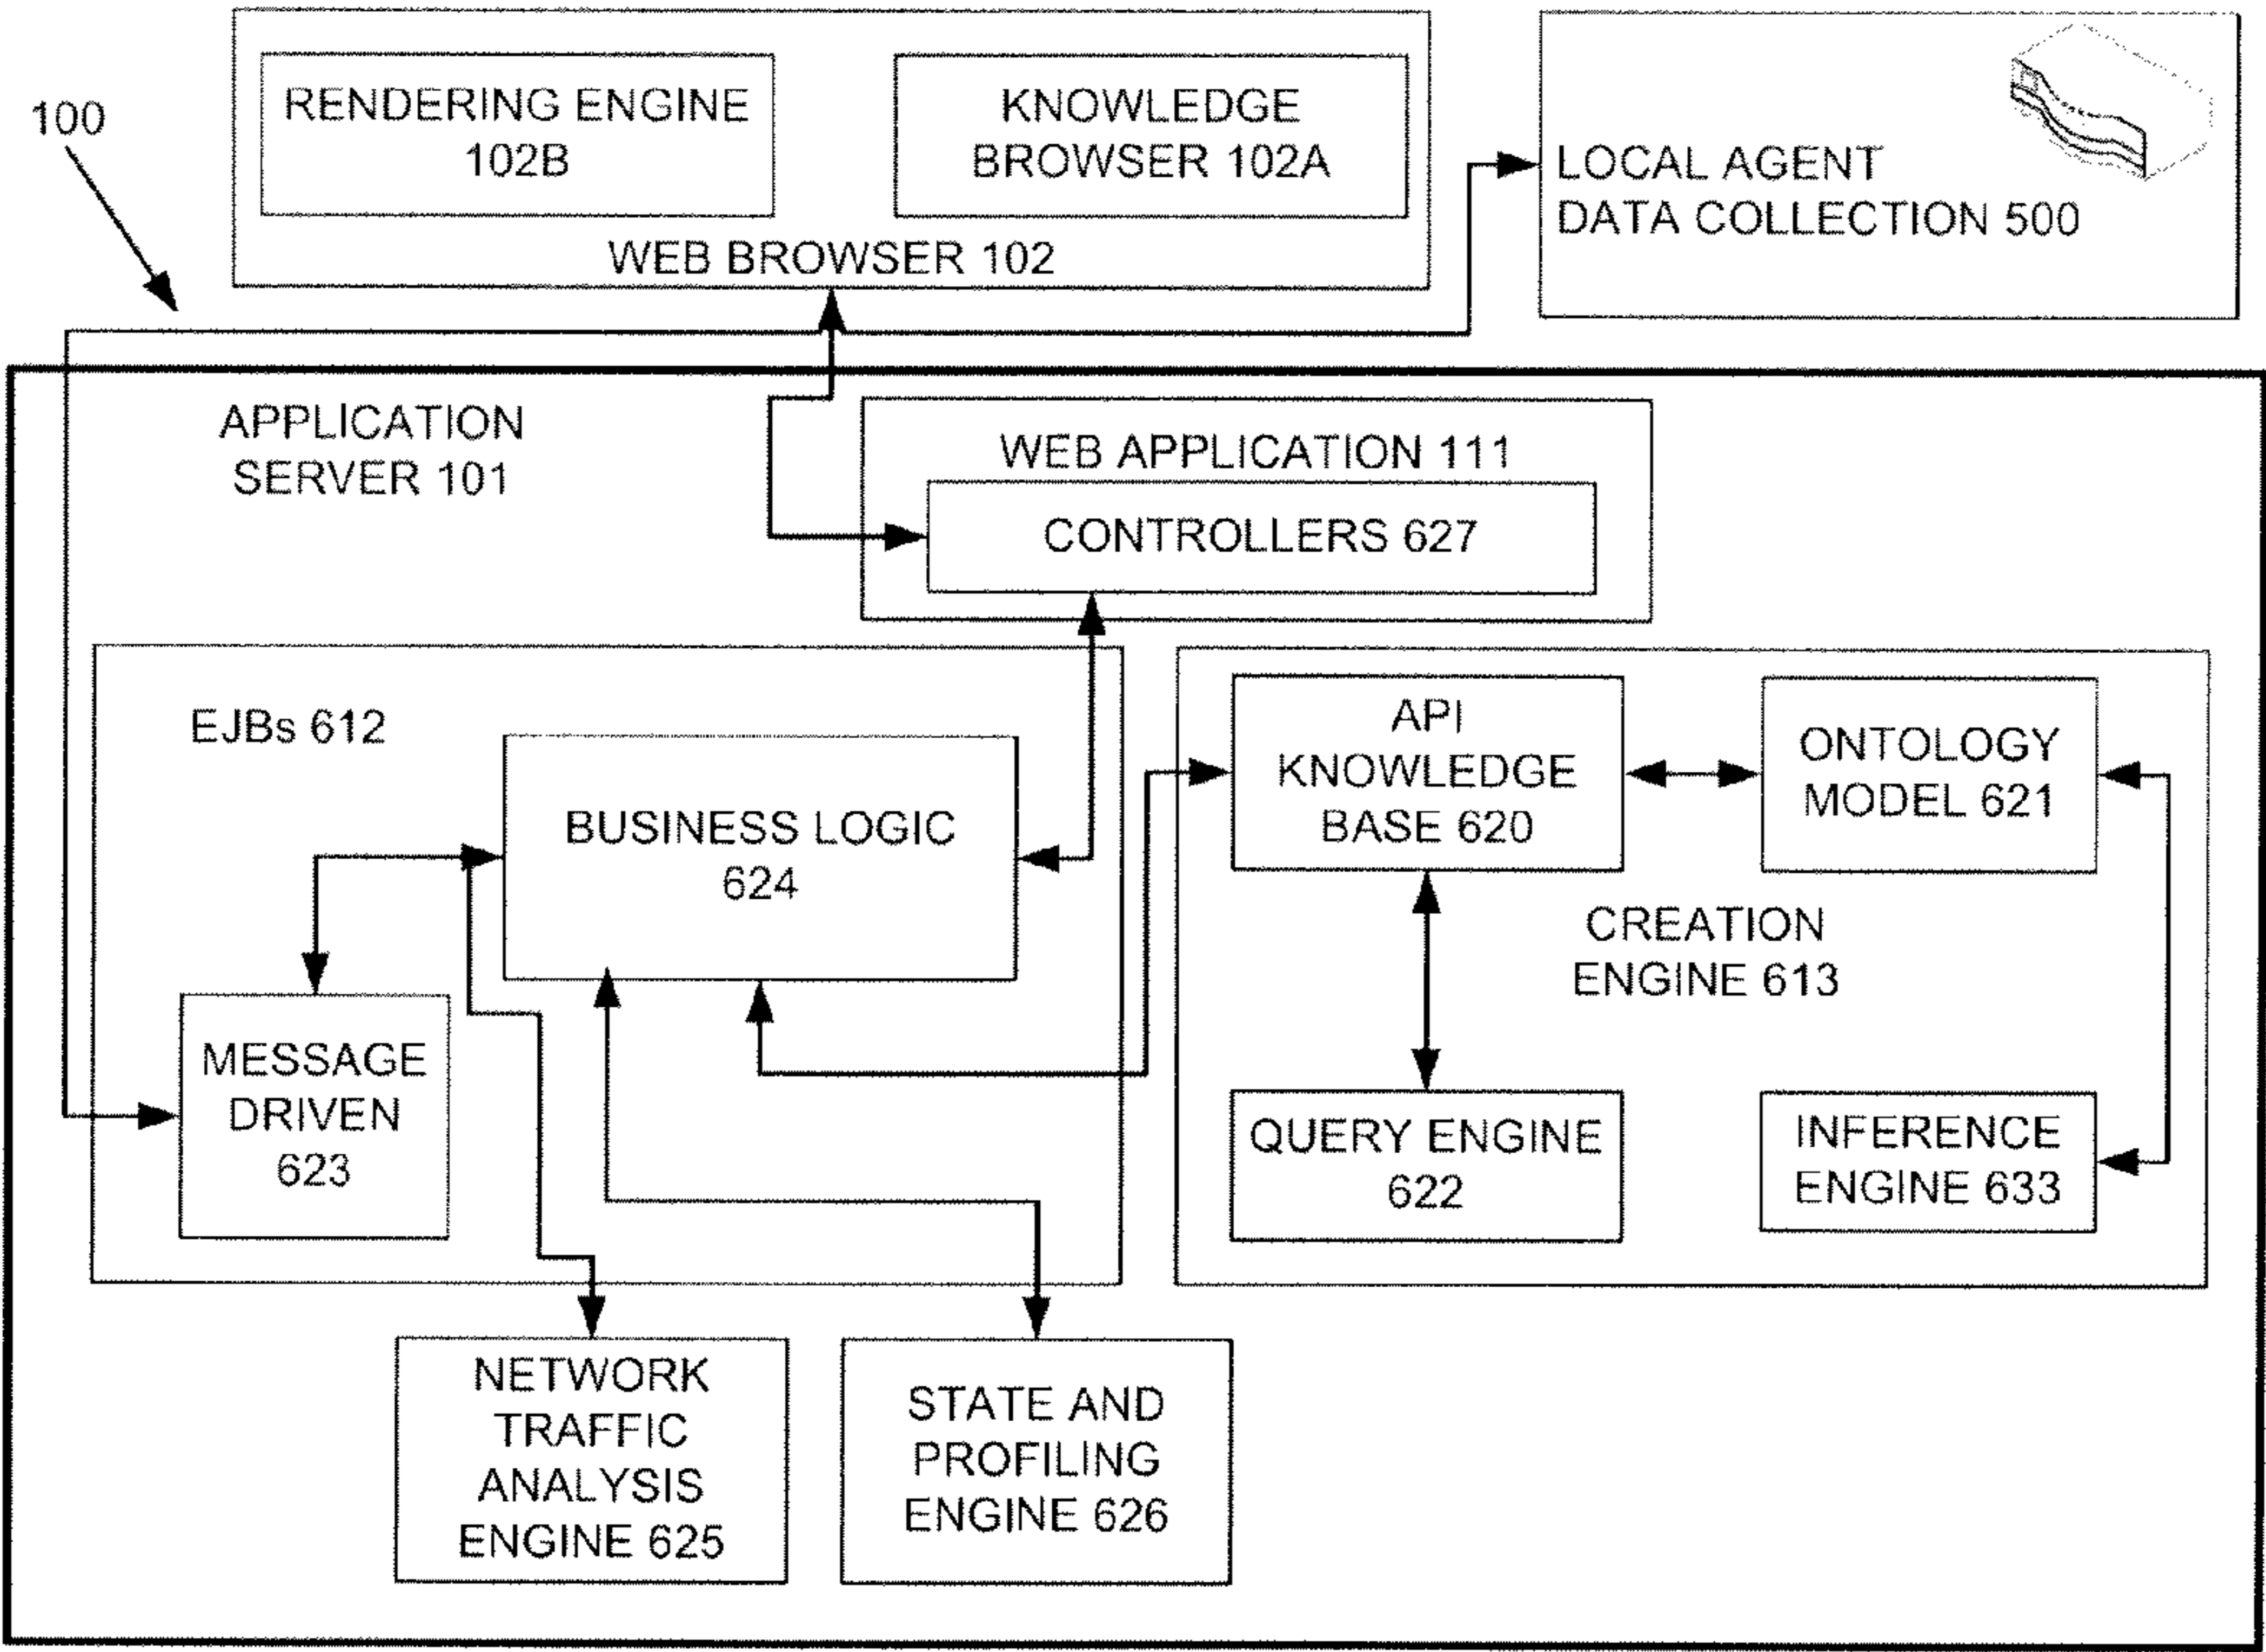 100
RENDERING ENGINE
102B
KNOWLEDGE
BROWSER 102A
WEB BROWSER 102
LOCAL AGENT
DATA COLLECTION 500
APPLICATION
SERVER 101
WEB APPLICATION 111
CONTROLLERS 627
EJBs 612
BUSINESS LOGIC
624
MESSAGE
DRIVEN
623
API
KNOWLEDGE
BASE 620
ONTOLOGY
MODEL 621
CREATION
ENGINE 613
QUERY ENGINE
622
INFERENCE
ENGINE 633
NETWORK
TRAFFIC
ANALYSIS
ENGINE 625
STATE AND
PROFILING
ENGINE 626